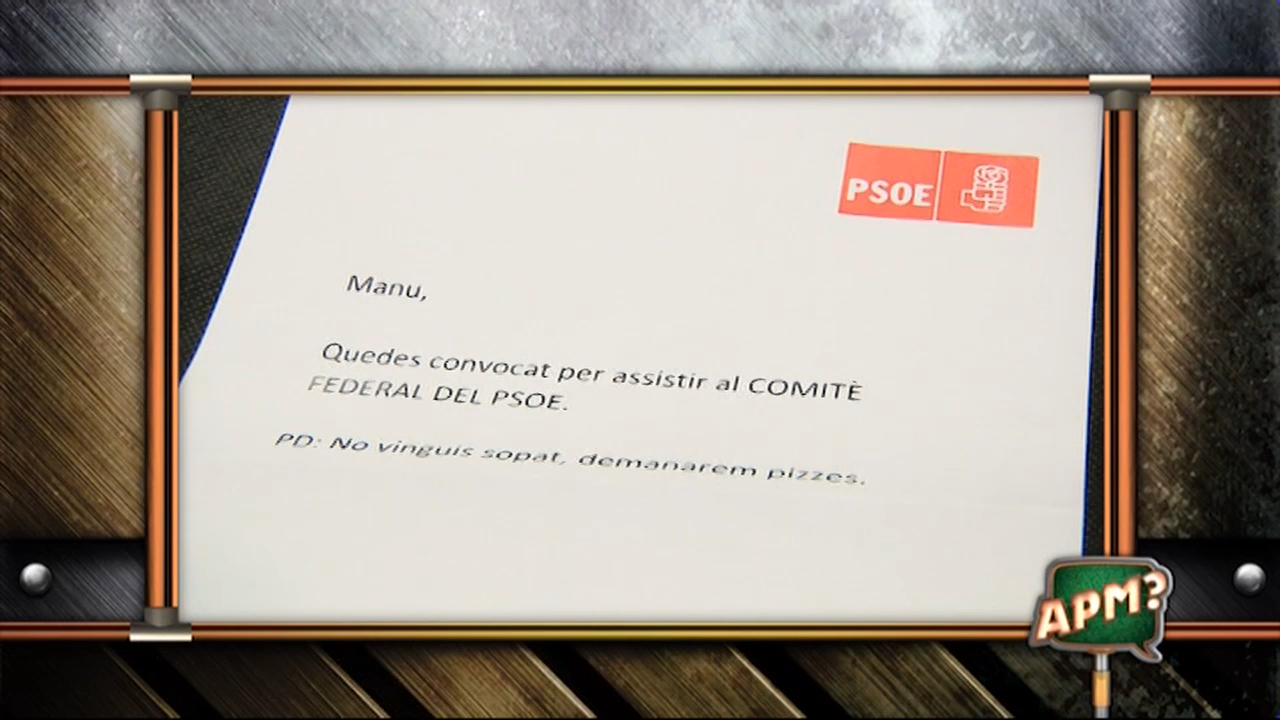 PSOE
Manu,
Quedes convocat per assistir al COMITÈ
FEDERAL DEL PSOE.
PD: No vinguis sopat, demanarem pizzes.
APM?